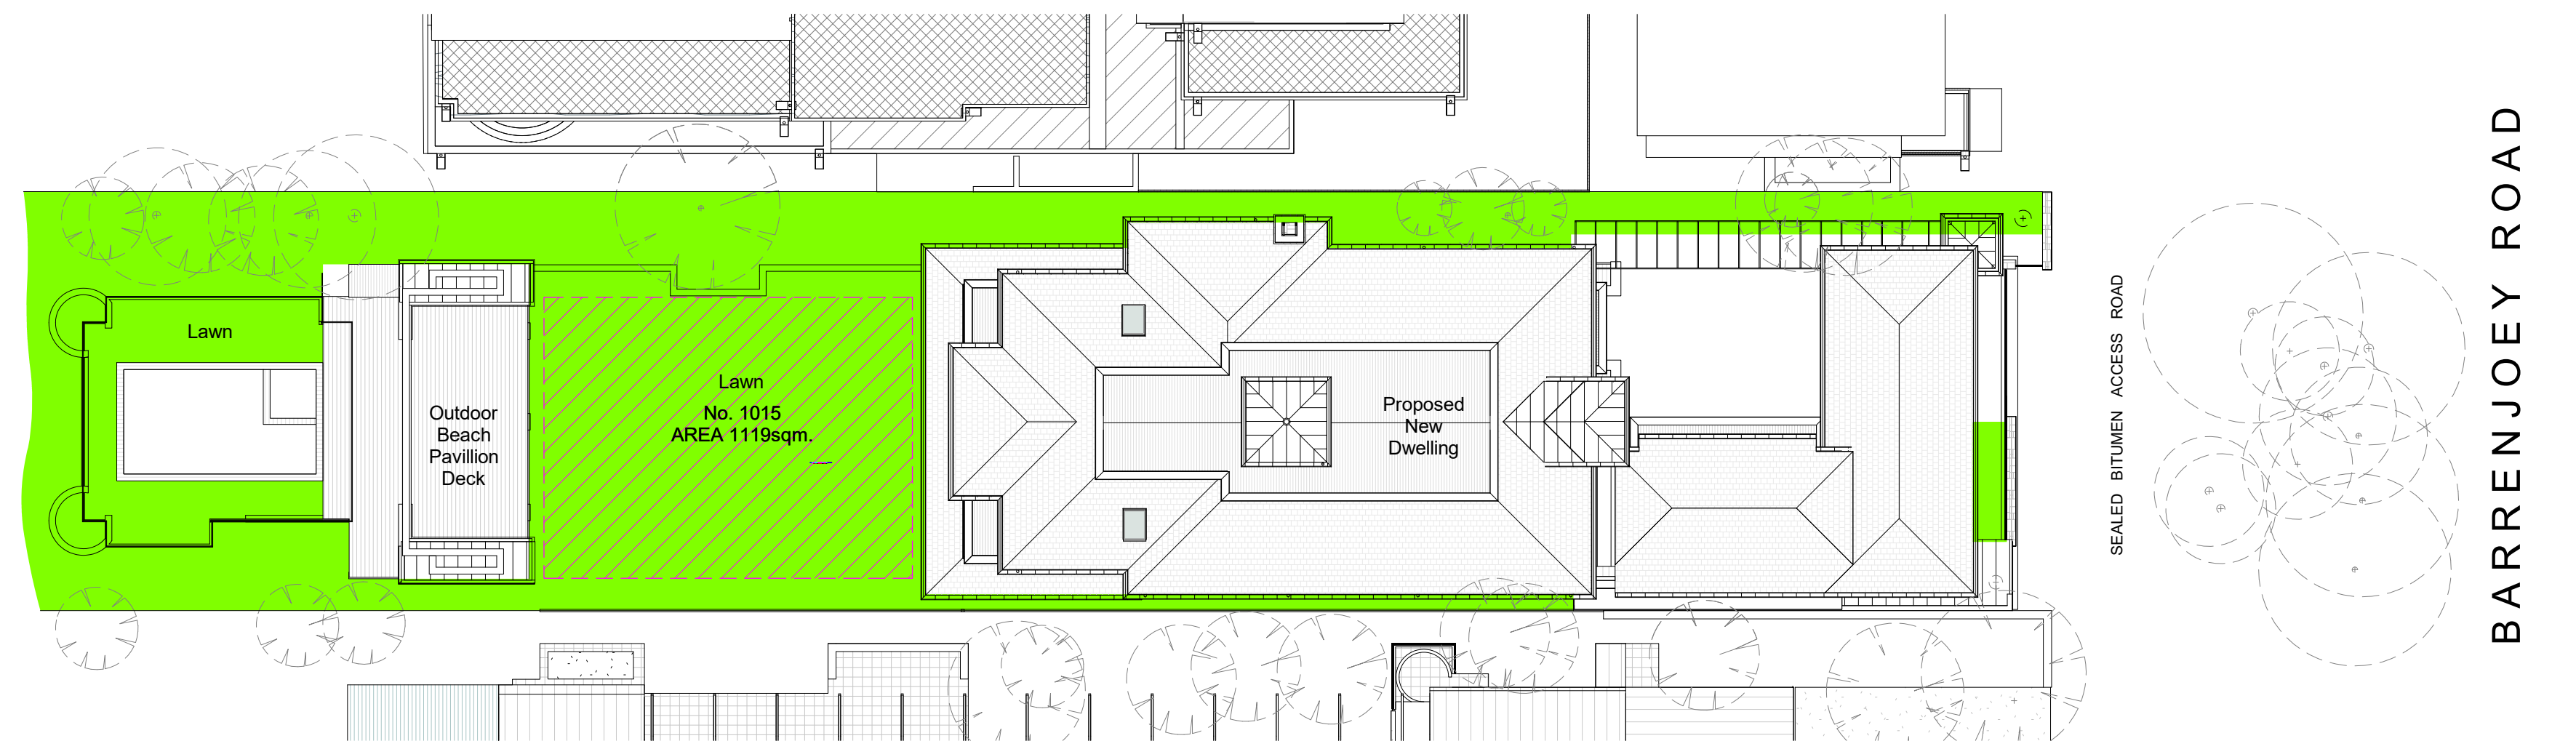 Lawn
Outdoor
Beach
Pavillion
Deck
Lawn
No. 1015
AREA 1119sqm.
Proposed
New
Dwelling
SEALED BITUMEN ACCESS ROAD
BARRENJOEY ROAD